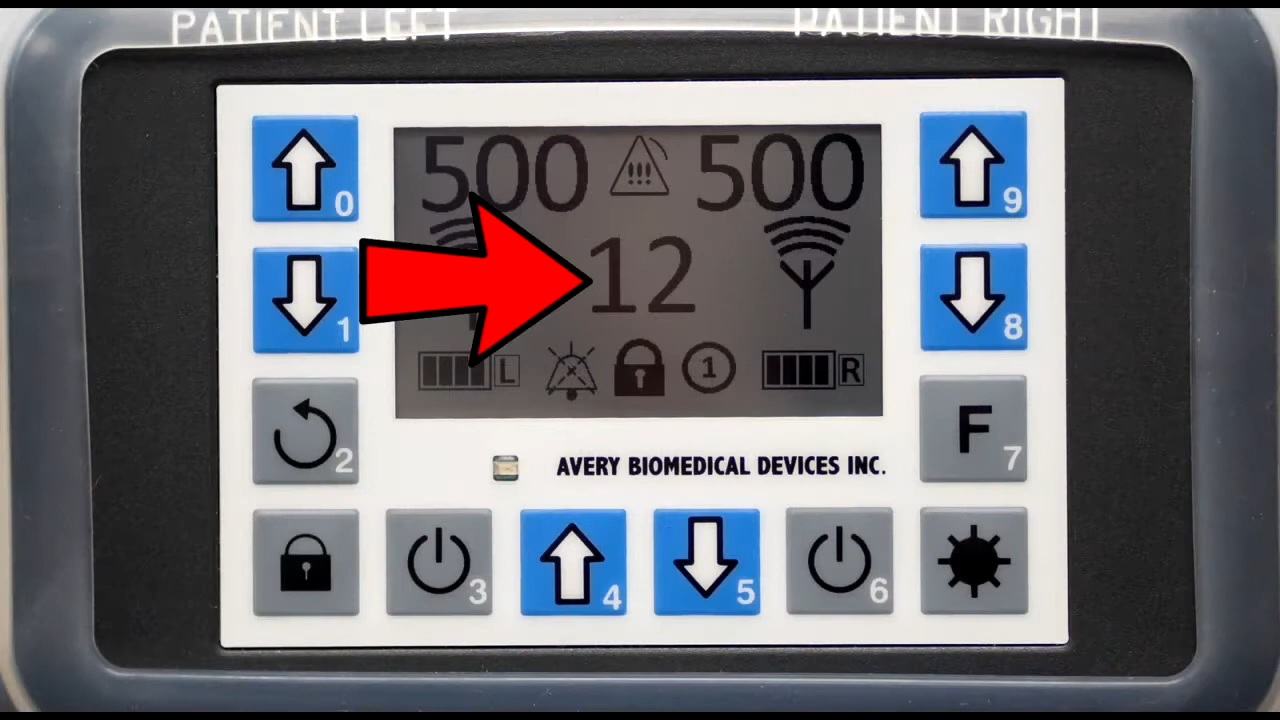 PATIENT LEFT PATIENT RIGHT
0 500 !!! 500 9
1 12 8
L 1 R
2 AVERY BIOMEDICAL DEVICES INC. F 7
3 4 5 6